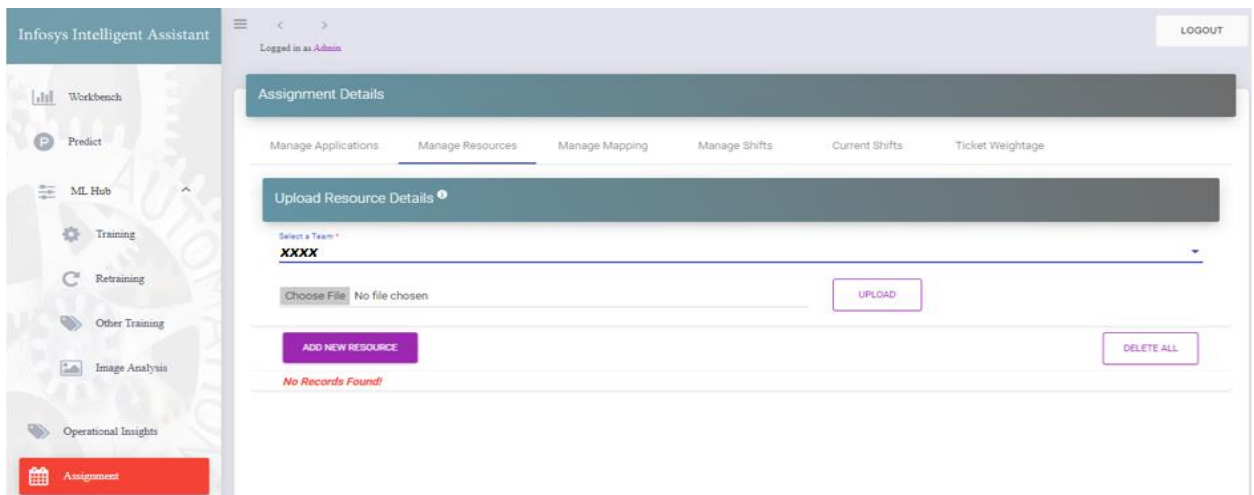 Infosys Intelligent Assistant
Logged in as Admin
LOGOUT
Workbench
Predict
ML Hub
Training
Retraining
Other Training
Image Analysis
Operational Insights
Assignment
Assignment Details
Manage Applications Manage Resources Manage Mapping Manage Shifts Current Shifts Ticket Weightage
Upload Resource Details
Select a Team *
XXXX
Choose File No file chosen UPLOAD
ADD NEW RESOURCE DELETE ALL
No Records Found!